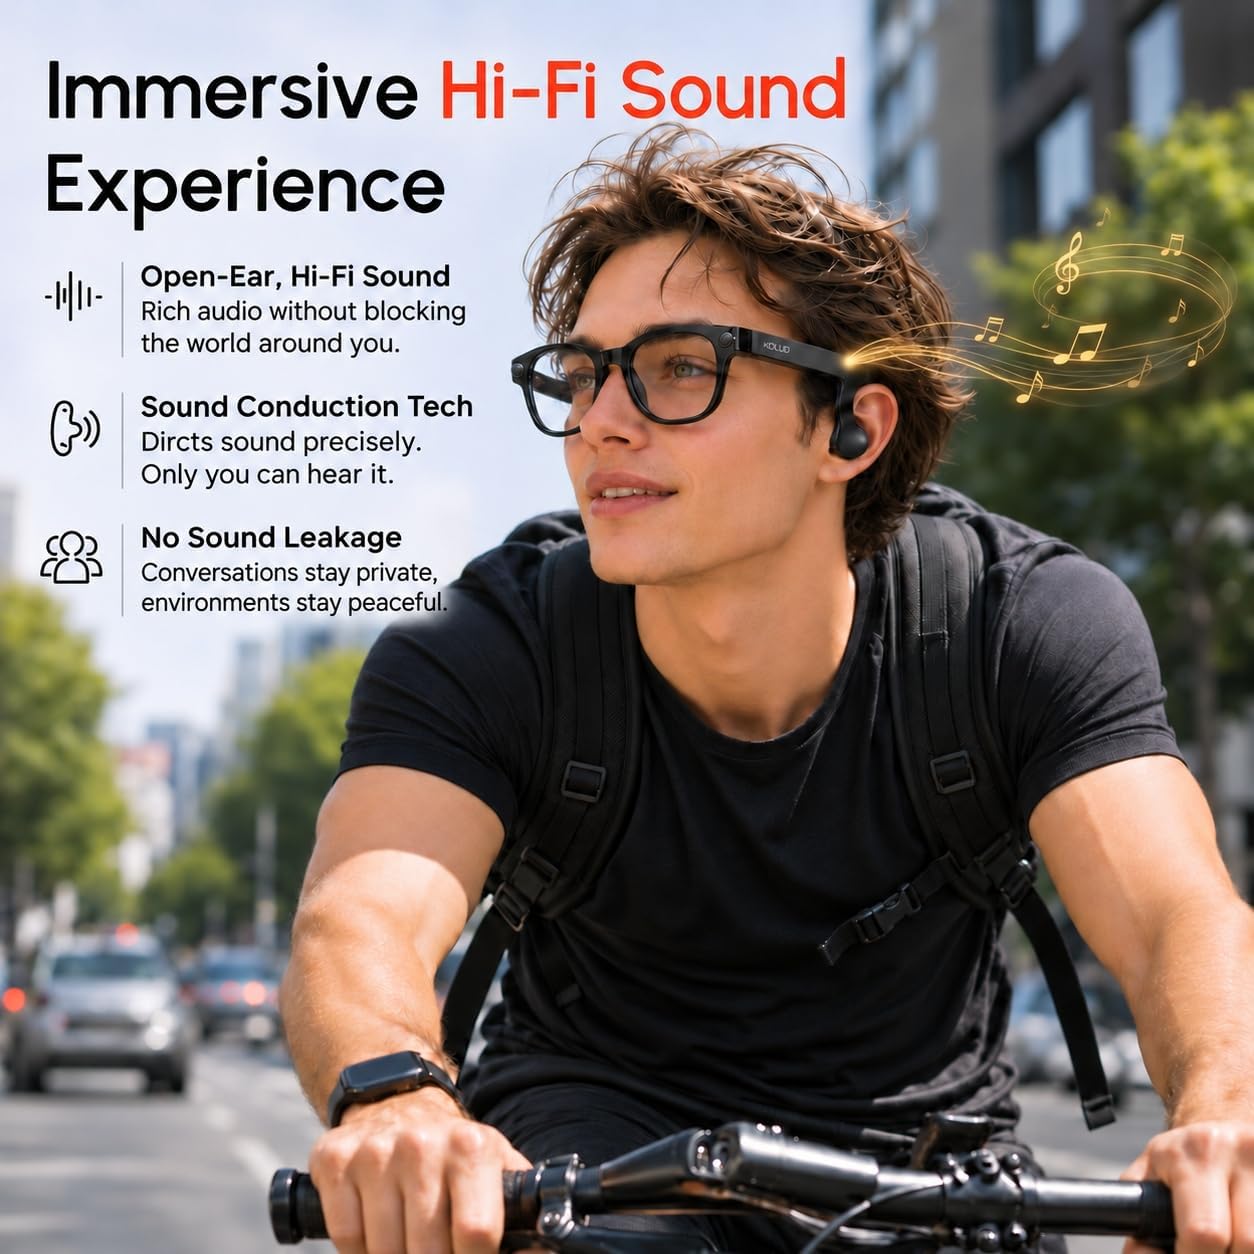 Immersive Hi-Fi Sound
Experience
Open-Ear, Hi-Fi Sound
Rich audio without blocking
the world around you.
Sound Conduction Tech
Dircts sound precisely.
Only you can hear it.
No Sound Leakage
Conversations stay private,
environments stay peaceful.